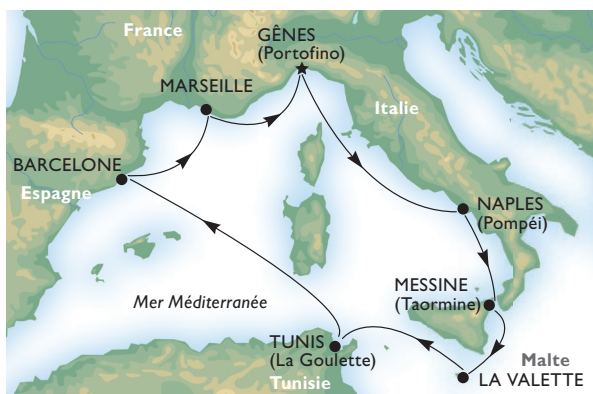 France
GÊNES
(Portofino)
MARSEILLE
Italie
BARCELONE
Espagne
NAPLES
(Pompéi)
MESSINE
(Taormine)
Mer Méditerranée
TUNIS
(La Goulette)
Tunisie
Malte
LA VALETTE